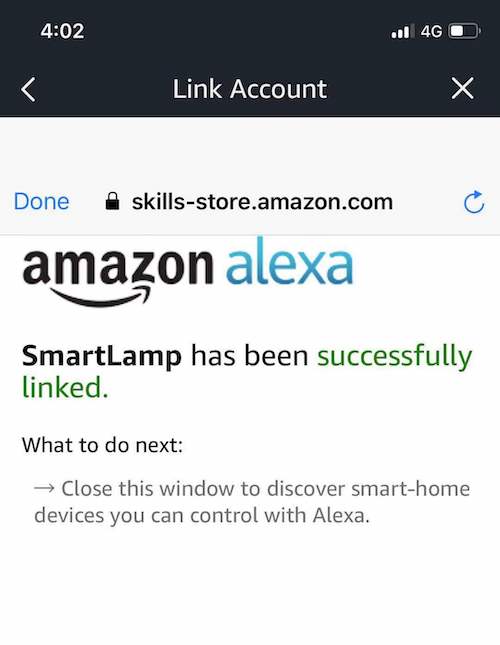 4:02
4G
Link Account
Done
skills-store.amazon.com
amazon alexa
SmartLamp has been successfully
linked.
What to do next:
→ Close this window to discover smart-home
devices you can control with Alexa.